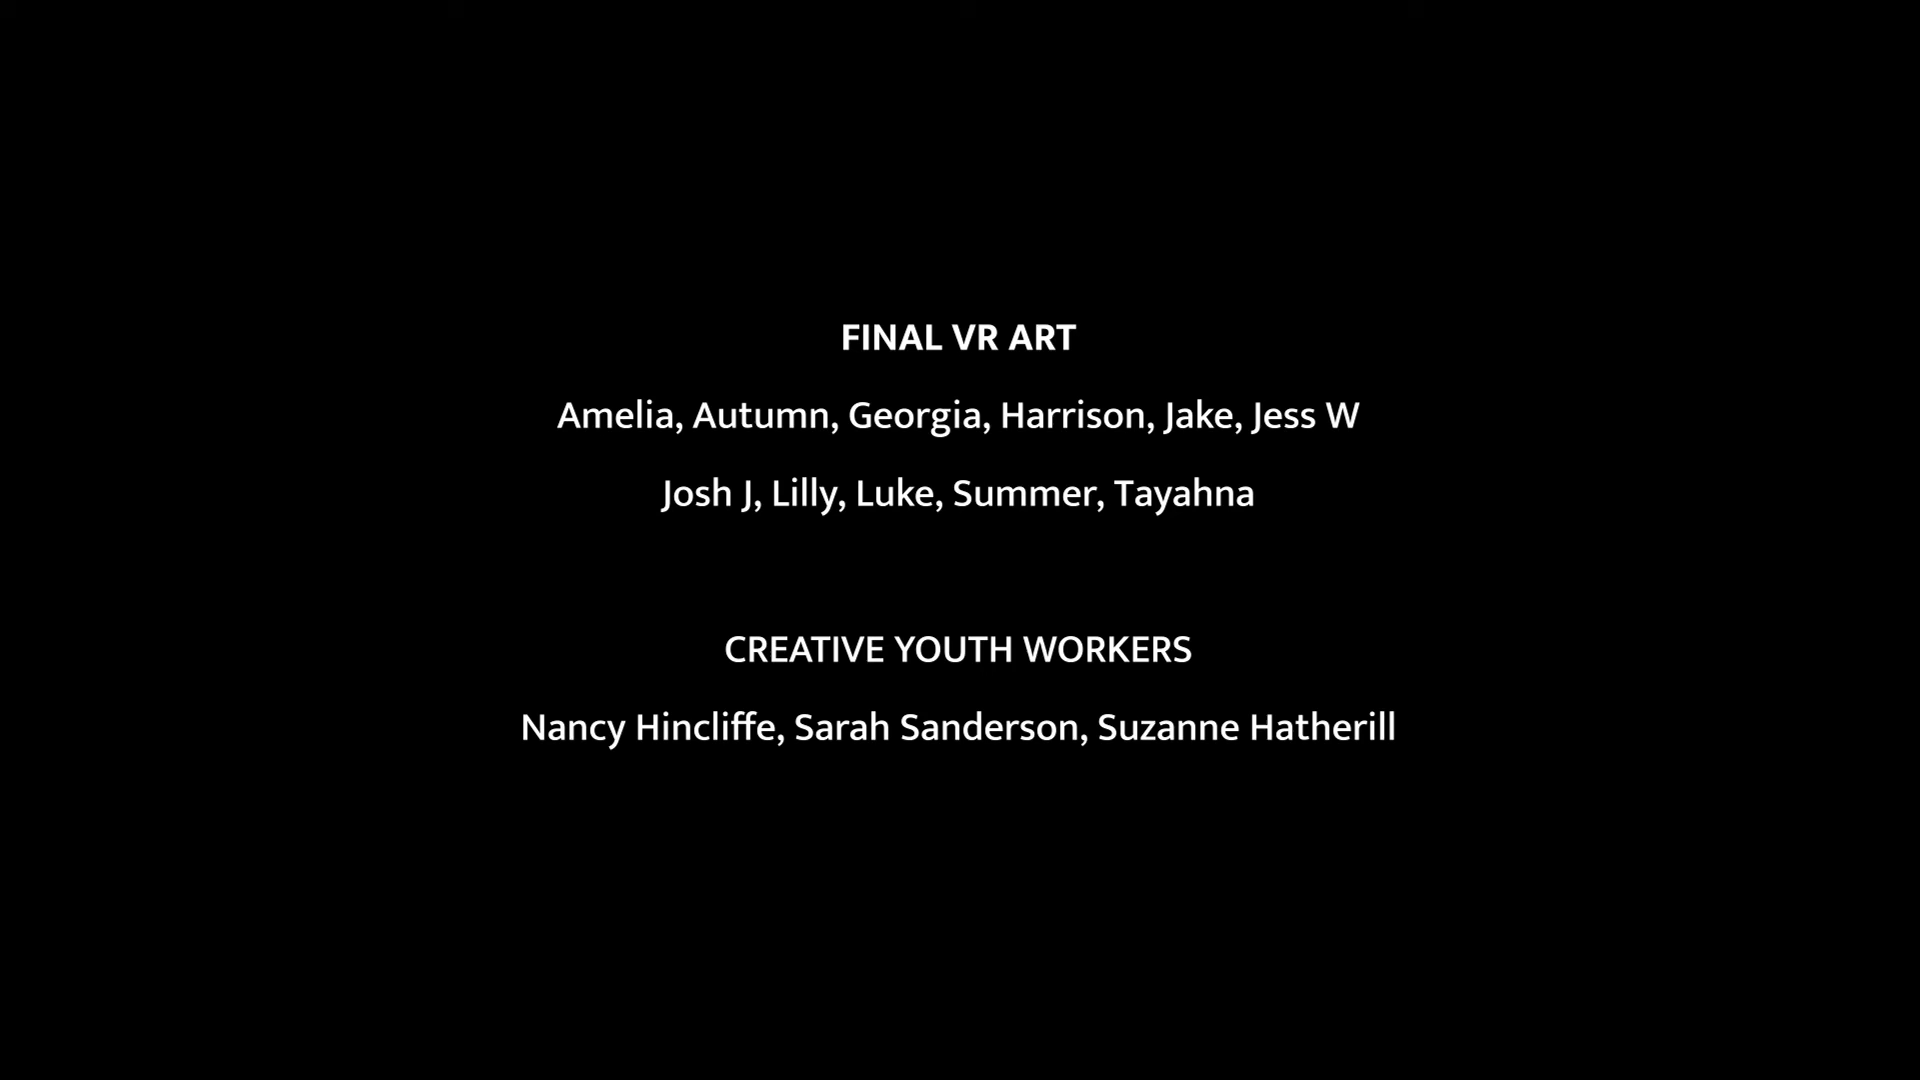 FINAL VR ART
Amelia, Autumn, Georgia, Harrison, Jake, Jess W
Josh J, Lilly, Luke, Summer, Tayahna
CREATIVE YOUTH WORKERS
Nancy Hincliffe, Sarah Sanderson, Suzanne Hatherill